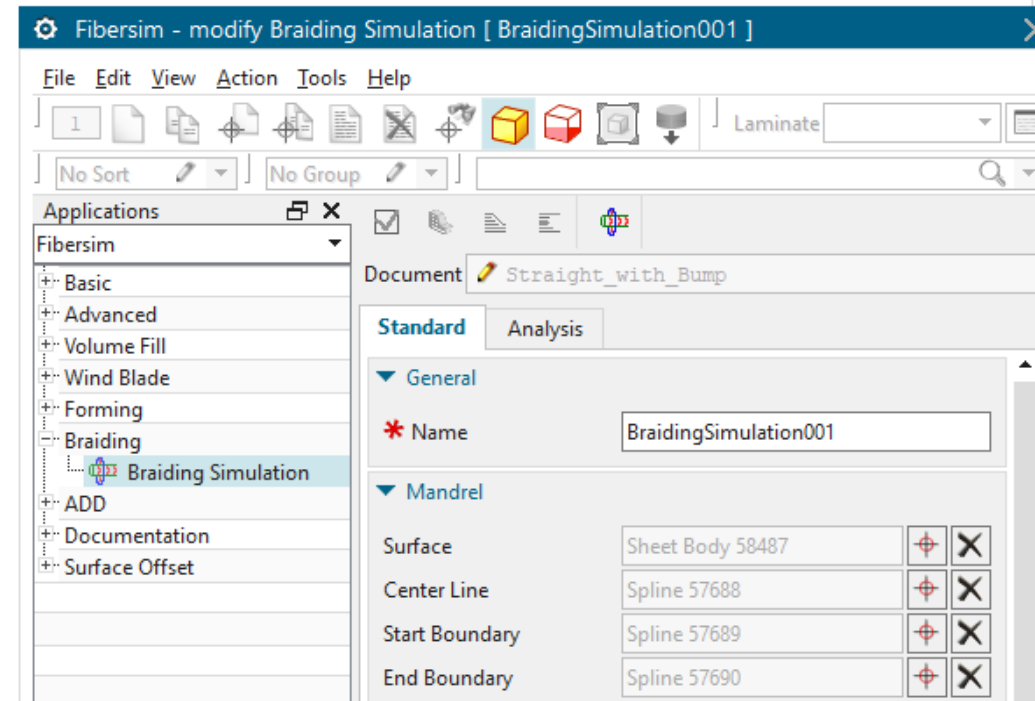 Fibersim - modify Braiding Simulation [ BraidingSimulation001 ]
File Edit View Action Tools Help
1 Laminate
No Sort No Group
Applications
Fibersim
Basic
Advanced
Volume Fill
Wind Blade
Forming
Braiding
Braiding Simulation
ADD
Documentation
Surface Offset
Document Straight_with_Bump
Standard Analysis
General
* Name BraidingSimulation001
Mandrel
Surface Sheet Body 58487
Center Line Spline 57688
Start Boundary Spline 57689
End Boundary Spline 57690